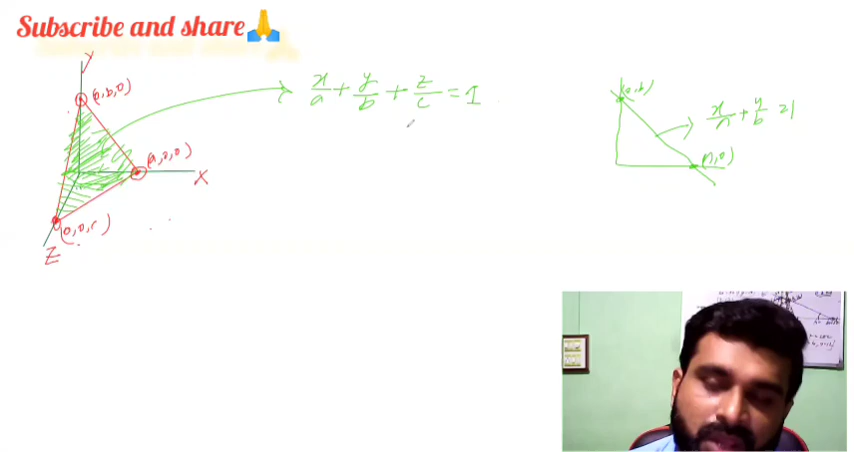 Subscribe and share🙏
Y
(0,b,0)
x/a + y/b + z/c = 1
(0,b)
x/a + y/b =1
(a,0,0)
X
(a,0)
(0,0,c)
Z